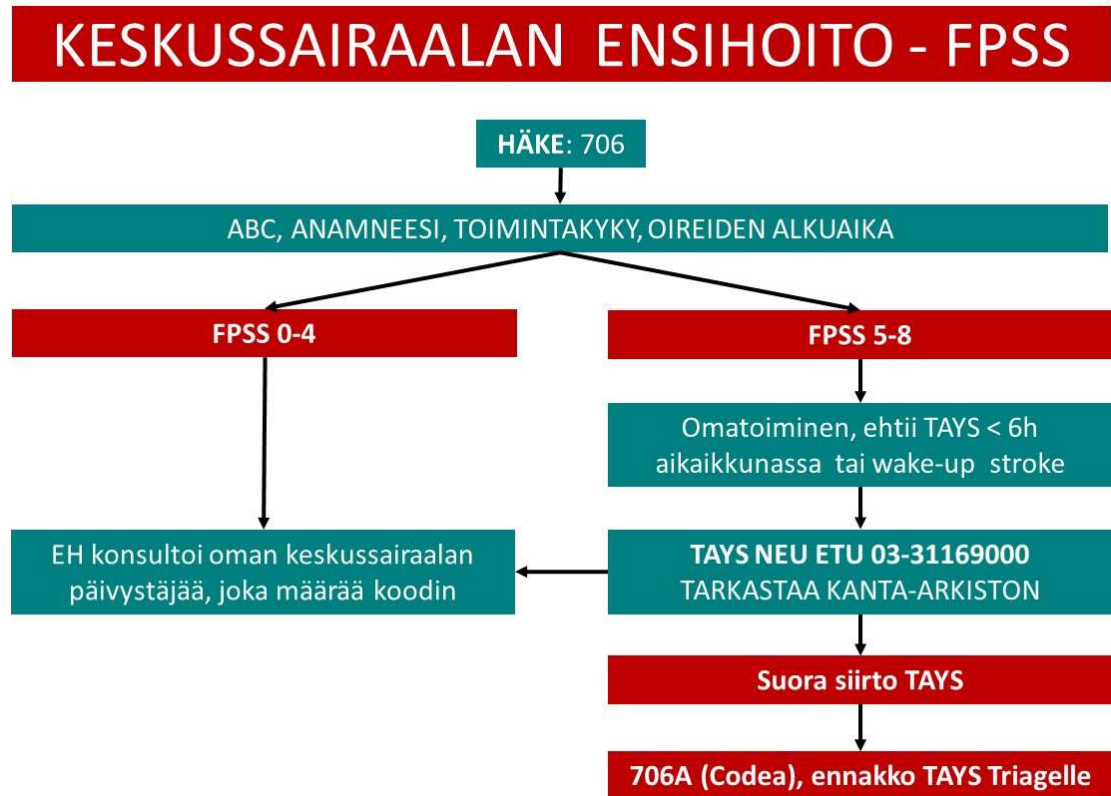 KESKUSSAIRAALAN ENSIHOITO - FPSS
HÄKE: 706
ABC, ANAMNEESI, TOIMINTAKYKY, OIREIDEN ALKUAIKA
FPSS 0-4
FPSS 5-8
Omatoiminen, ehtii TAYS < 6h
aikaikkunassa tai wake-up stroke
EH konsultoi oman keskussairaalan
päivystäjää, joka määrää koodin
TAYS NEU ETU 03-31169000
TARKASTAA KANTA-ARKISTON
Suora siirto TAYS
706A (Codea), ennakko TAYS Triagelle